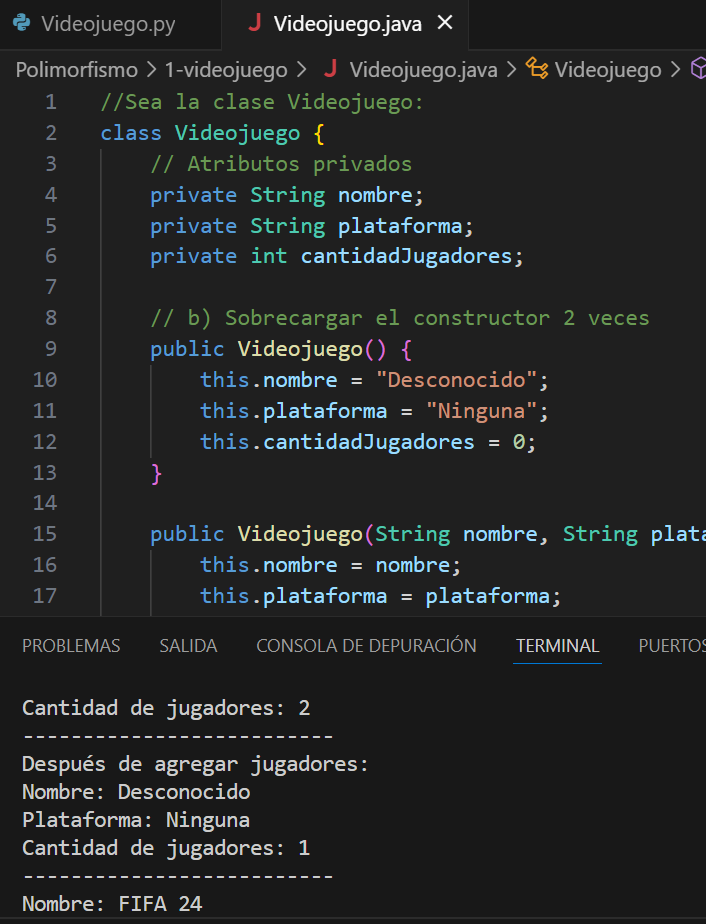 Videojuego.py Videojuego.java
Polimorfismo > 1-videojuego > Videojuego.java > Videojuego >
1 //Sea la clase Videojuego:
2 class Videojuego {
3 // Atributos privados
4 private String nombre;
5 private String plataforma;
6 private int cantidadJugadores;
7
8 // b) Sobrecargar el constructor 2 veces
9 public Videojuego() {
10 this.nombre = "Desconocido";
11 this.plataforma = "Ninguna";
12 this.cantidadJugadores = 0;
13 }
14
15 public Videojuego(String nombre, String plata
16 this.nombre = nombre;
17 this.plataforma = plataforma;
PROBLEMAS SALIDA CONSOLA DE DEPURACIÓN TERMINAL PUERTOS
Cantidad de jugadores: 2
--------------------------
Después de agregar jugadores:
Nombre: Desconocido
Plataforma: Ninguna
Cantidad de jugadores: 1
--------------------------
Nombre: FIFA 24